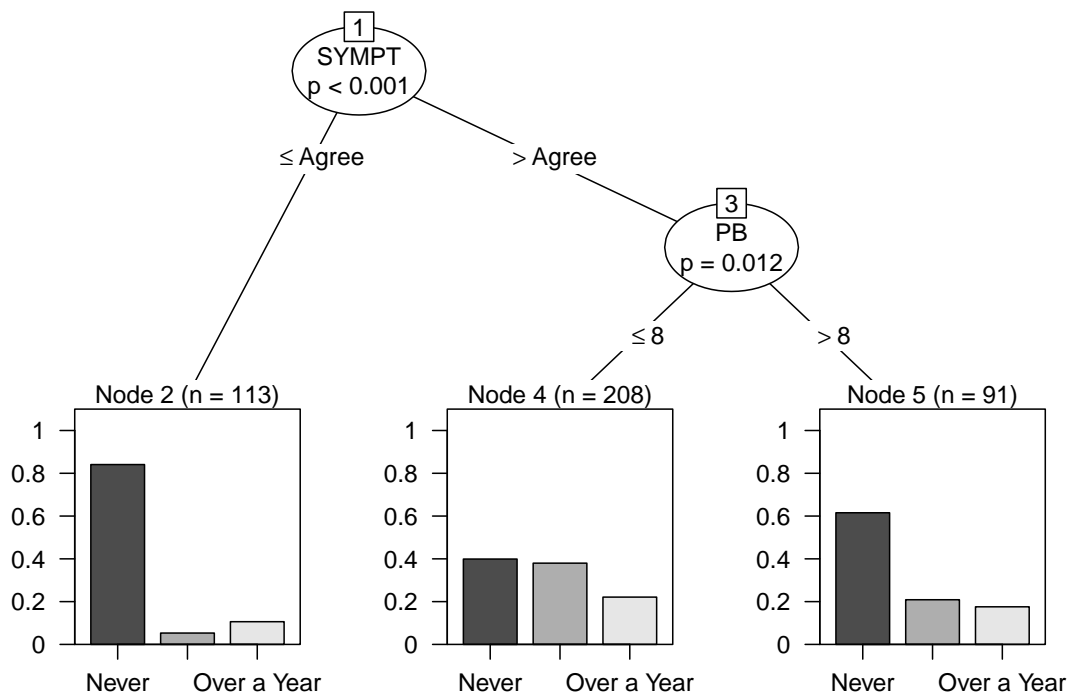 1
SYMPT
p < 0.001
≤ Agree
> Agree
3
PB
p = 0.012
≤ 8
> 8
Node 2 (n = 113)
1
0.8
0.6
0.4
0.2
0
Never
Over a Year
Node 4 (n = 208)
1
0.8
0.6
0.4
0.2
0
Never
Over a Year
Node 5 (n = 91)
1
0.8
0.6
0.4
0.2
0
Never
Over a Year